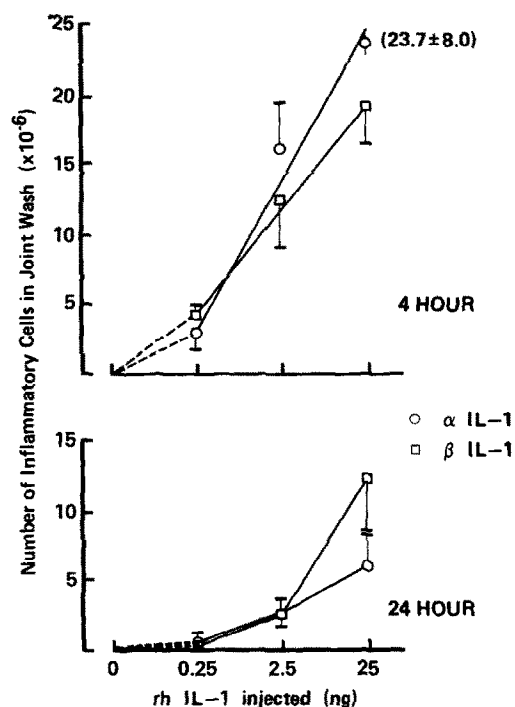 Number of Inflammatory Cells in Joint Wash (x10⁻⁶)
25
20
15
10
5
(23.7±8.0)
4 HOUR
○ α IL-1
□ β IL-1
15
10
5
24 HOUR
0 0.25 2.5 25
rh IL-1 injected (ng)